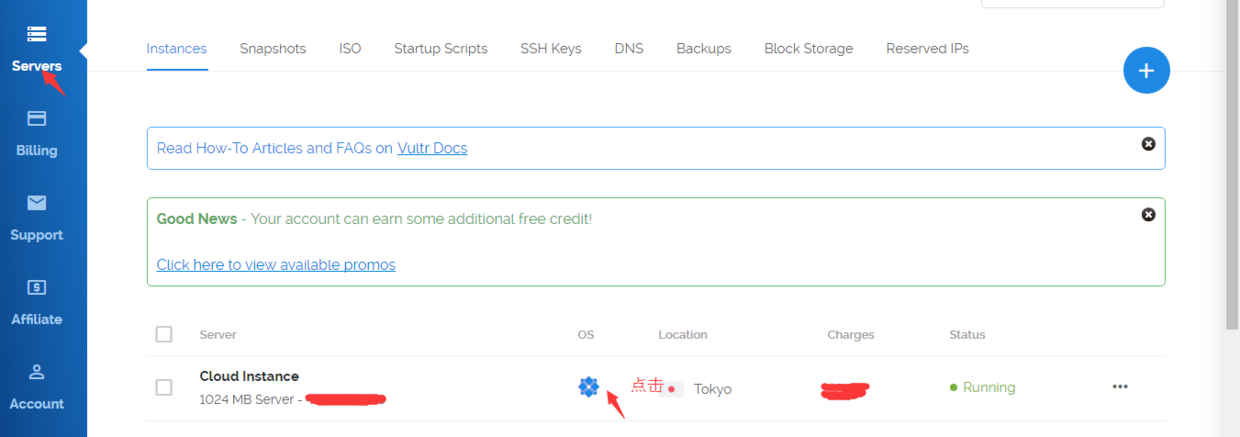 Servers
Billing
Support
Affiliate
Account
Instances Snapshots ISO Startup Scripts SSH Keys DNS Backups Block Storage Reserved IPs
Read How-To Articles and FAQs on Vultr Docs
Good News - Your account can earn some additional free credit!
Click here to view available promos
Server OS Location Charges Status
Cloud Instance
1024 MB Server -
点击 Tokyo Running